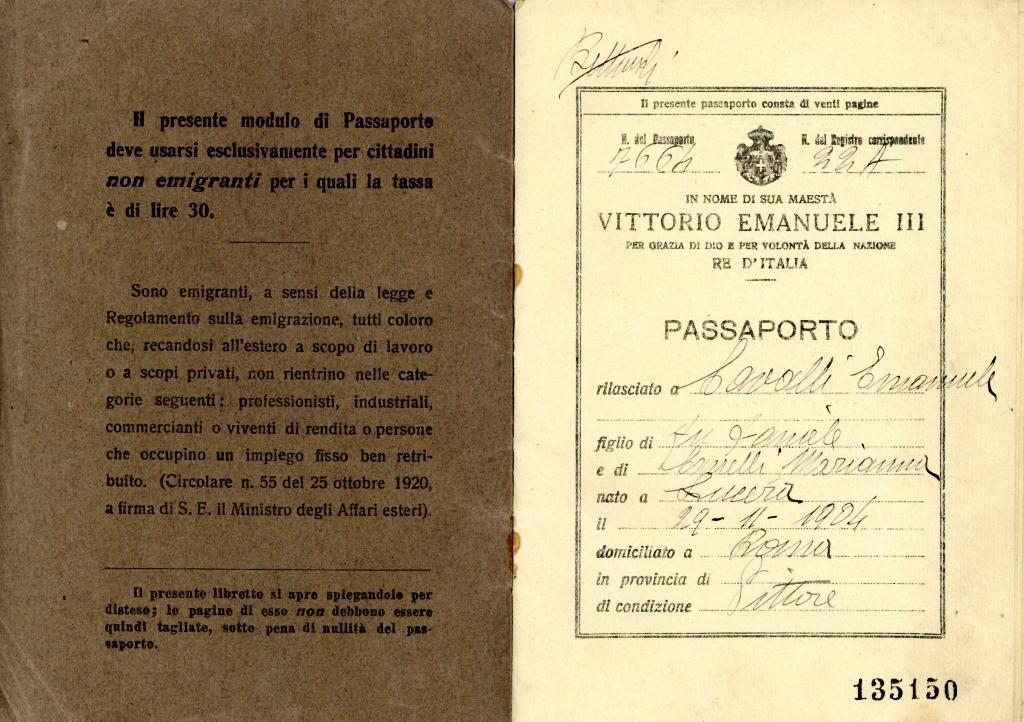 Il presente modulo di Passaporto
deve usarsi esclusivamente per cittadini
non emigranti per i quali la tassa
è di lire 30.
Sono emigranti, a sensi della legge e
Regolamento sulla emigrazione, tutti coloro
che, recandosi all'estero a scopo di lavoro
o a scopi privati, non rientrino nelle cate-
gorie seguenti: professionisti, industriali,
commercianti o viventi di rendita o persone
che occupino un impiego fisso ben retri-
buito. (Circolare n. 55 del 25 ottobre 1920,
a firma di S. E. il Ministro degli Affari esteri).
Il presente libretto si apre spiegandolo per
disteso; le pagine di esso non debbono essere
quindi tagliate, sotto pena di nullità del pas-
saporto.
Il presente passaporto consta di venti pagine
N. del Passaporto N. del Registro corrispondente
IN NOME DI SUA MAESTÀ
VITTORIO EMANUELE III
PER GRAZIA DI DIO E PER VOLONTÀ DELLA NAZIONE
RE D'ITALIA
PASSAPORTO
rilasciato a Cavalli Emanuele
figlio di fu Daniele
e di Marianna
nato a Lucera
il 29-11-1904
domiciliato a Roma
in provincia di
di condizione Pittore
135150